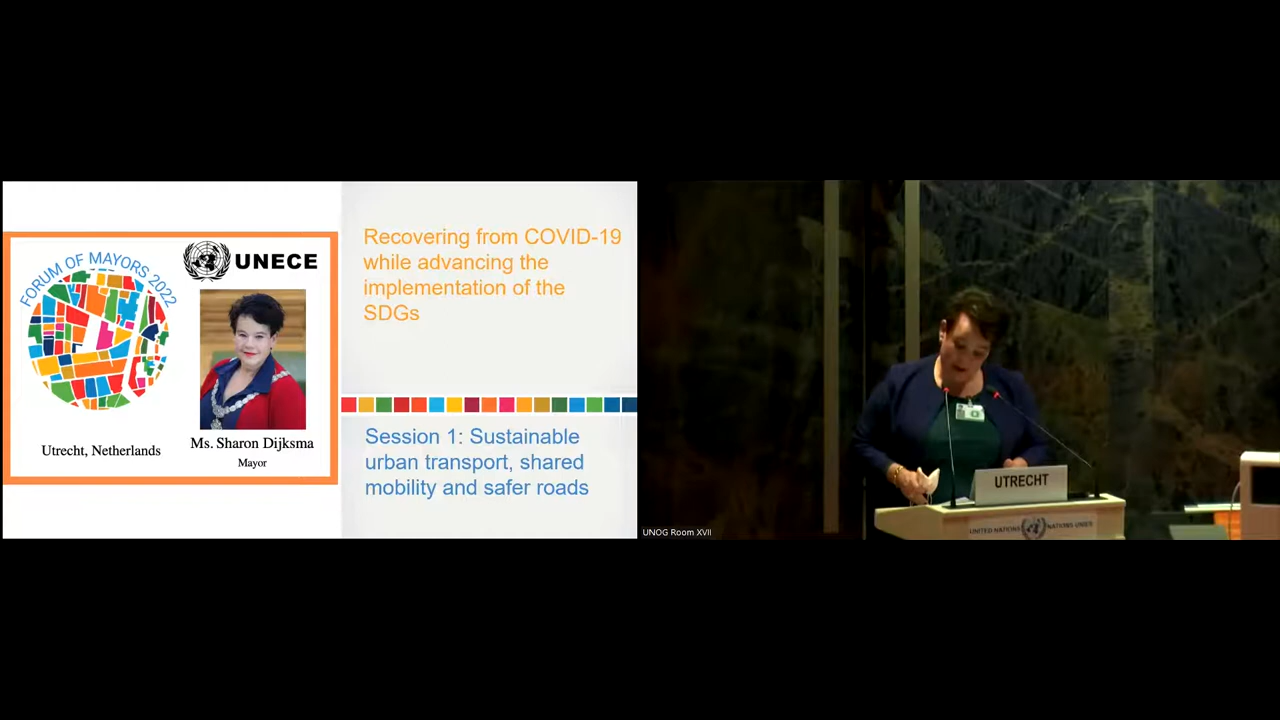 FORUM OF MAYORS 2022
UNECE
Utrecht, Netherlands
Ms. Sharon Dijksma
Mayor
Recovering from COVID-19
while advancing the
implementation of the
SDGs
Session 1: Sustainable
urban transport, shared
mobility and safer roads
UTRECHT
UNITED NATIONS NATIONS UNIES
UNOG Room XVII